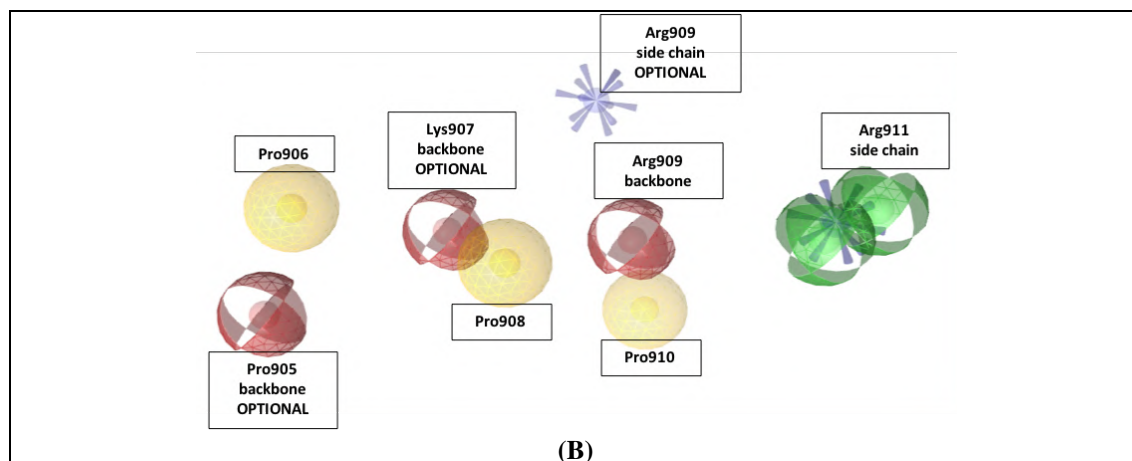 Arg909
side chain
OPTIONAL
Lys907
backbone
OPTIONAL
Arg911
side chain
Pro906
Arg909
backbone
Pro908
Pro910
Pro905
backbone
OPTIONAL
(B)